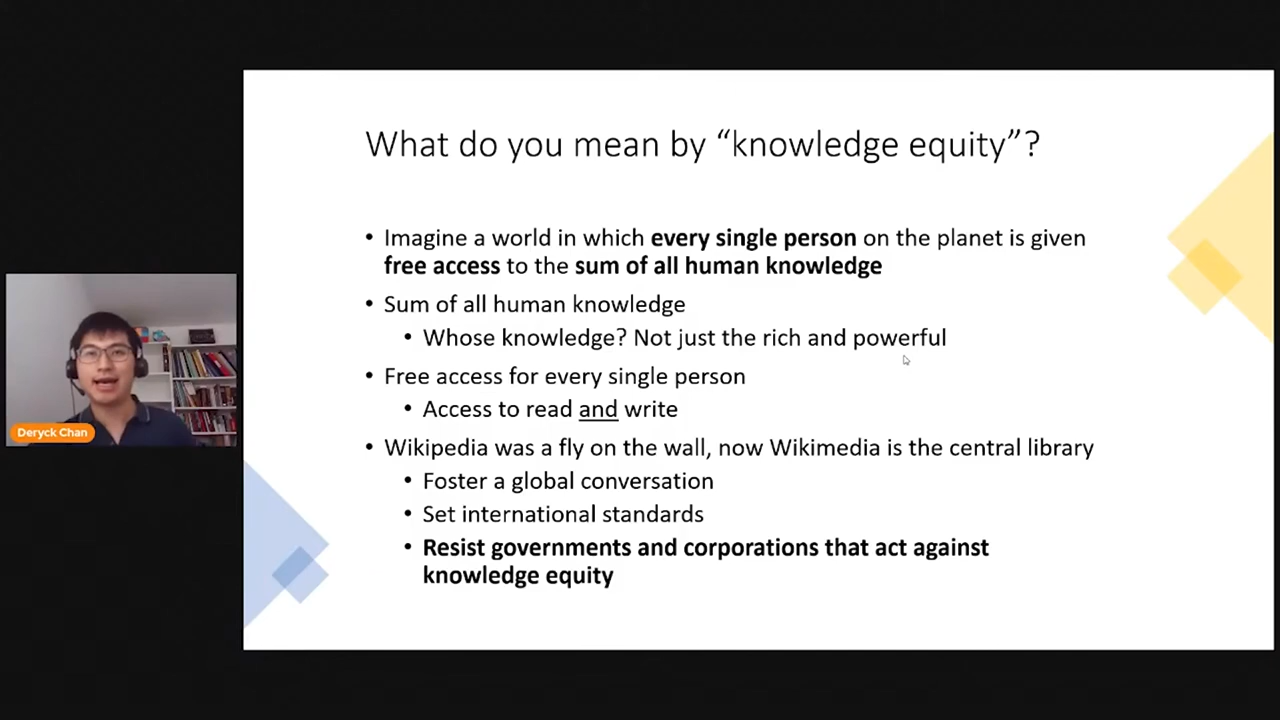 What do you mean by “knowledge equity”?
• Imagine a world in which every single person on the planet is given
free access to the sum of all human knowledge
• Sum of all human knowledge
• Whose knowledge? Not just the rich and powerful
• Free access for every single person
• Access to read and write
• Wikipedia was a fly on the wall, now Wikimedia is the central library
• Foster a global conversation
• Set international standards
• Resist governments and corporations that act against
knowledge equity
Deryck Chan